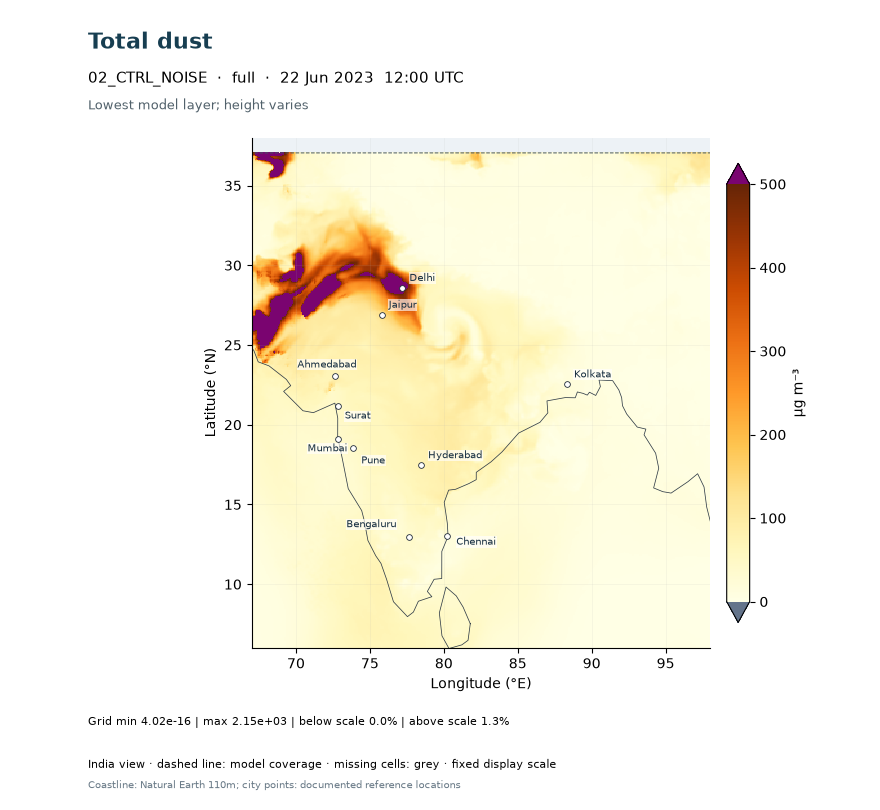 Total dust
02_CTRL_NOISE · full · 22 Jun 2023 12:00 UTC
Lowest model layer; height varies
35
30
25
20
15
10
Latitude (°N)
70
75
80
85
90
95
Longitude (°E)
Delhi
Jaipur
Ahmedabad
Kolkata
Surat
Mumbai
Pune
Hyderabad
Bengaluru
Chennai
500
400
300
200
100
0
µg m⁻³
Grid min 4.02e-16 | max 2.15e+03 | below scale 0.0% | above scale 1.3%
India view · dashed line: model coverage · missing cells: grey · fixed display scale
Coastline: Natural Earth 110m; city points: documented reference locations